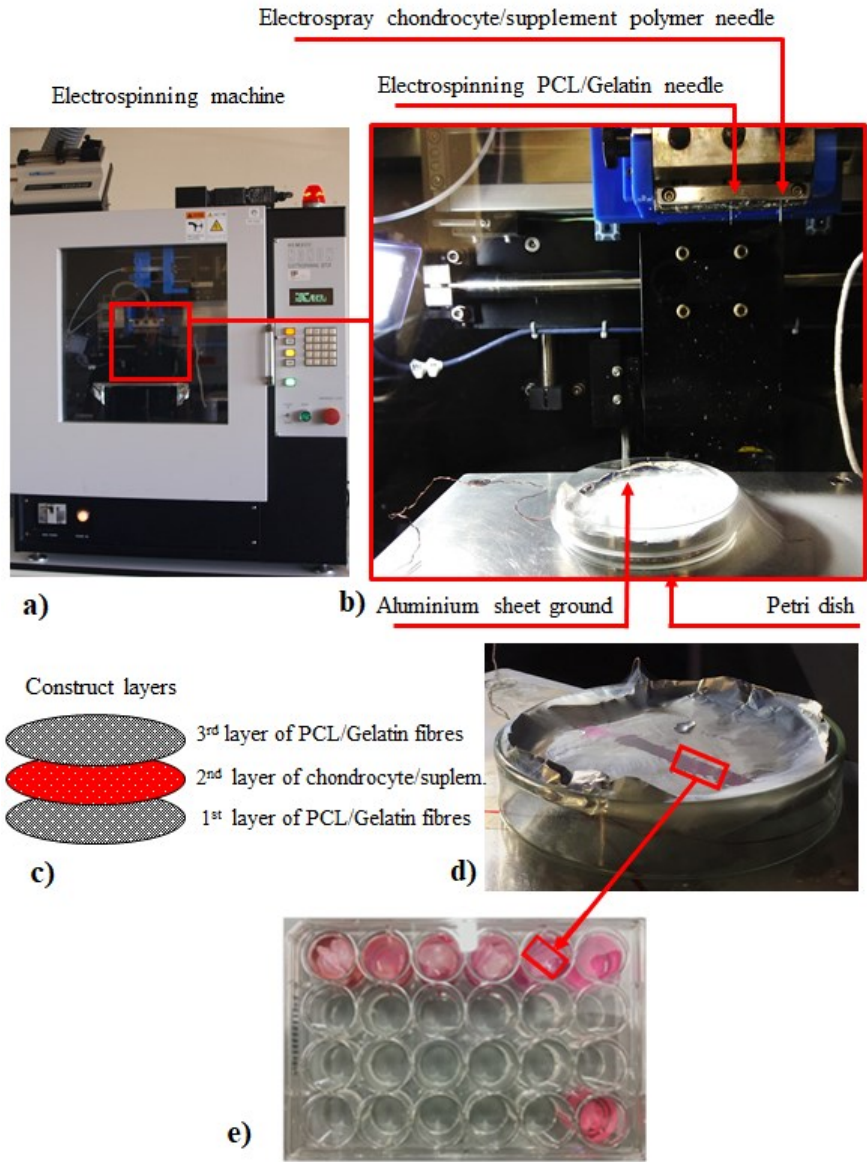 Electrospray chondrocyte/supplement polymer needle
Electrospinning PCL/Gelatin needle
Electrospinning machine
a)
b)
Aluminium sheet ground
Petri dish
Construct layers
3rd layer of PCL/Gelatin fibres
2nd layer of chondrocyte/suplem.
1st layer of PCL/Gelatin fibres
c)
d)
e)